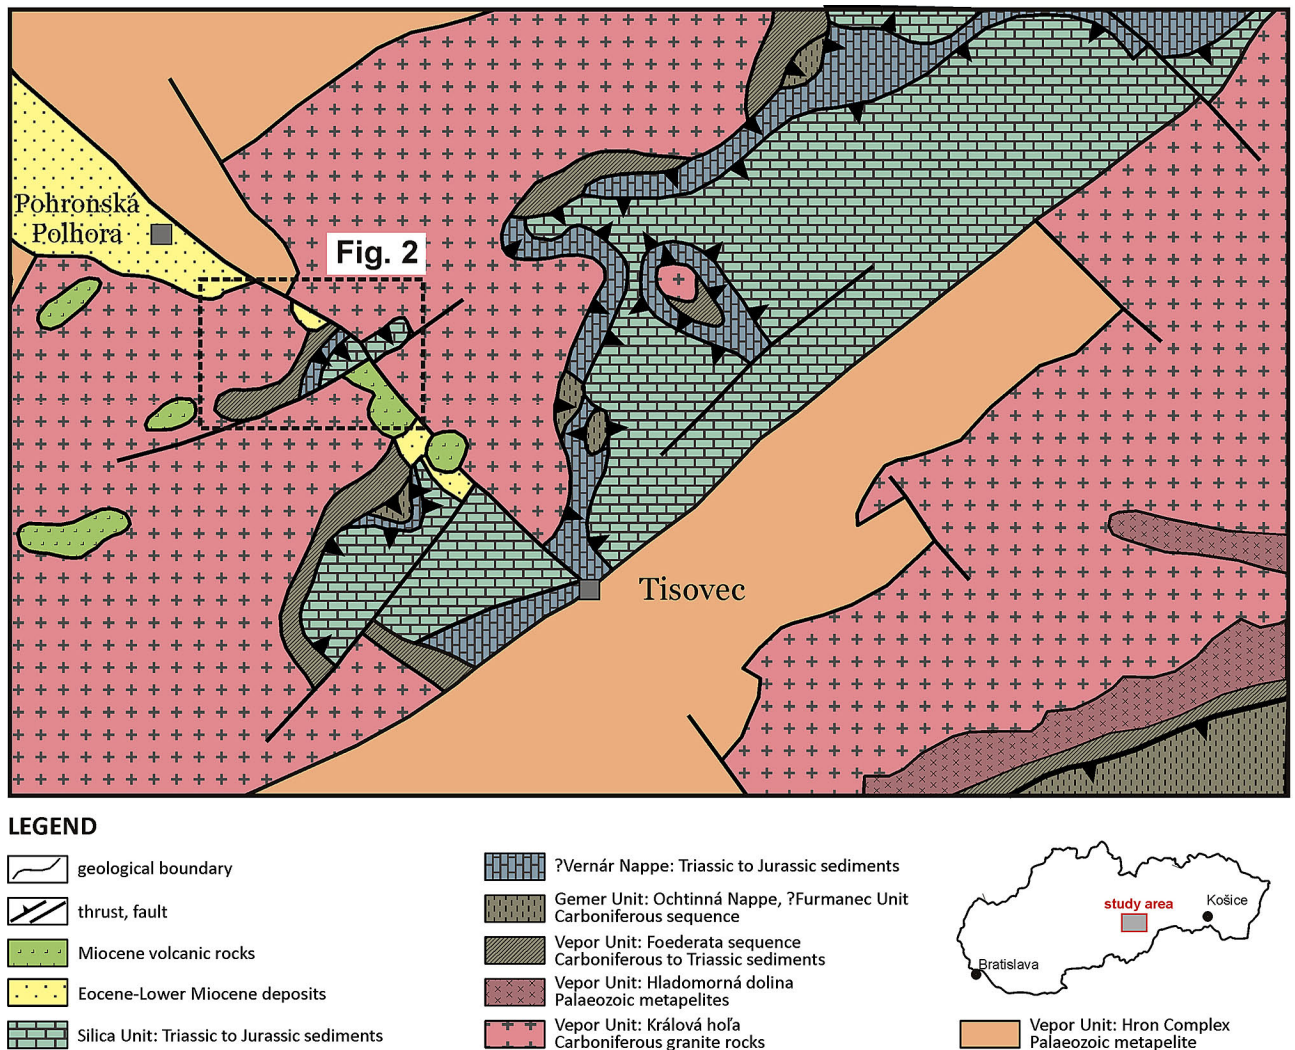 Pohronská
Polhora
Fig. 2
Tisovec
LEGEND
geological boundary
thrust, fault
Miocene volcanic rocks
Eocene-Lower Miocene deposits
Silica Unit: Triassic to Jurassic sediments
?Vernár Nappe: Triassic to Jurassic sediments
Gemer Unit: Ochtinná Nappe, ?Furmanec Unit
Carboniferous sequence
Vepor Unit: Foederata sequence
Carboniferous to Triassic sediments
Vepor Unit: Hladomorná dolina
Palaeozoic metapelites
Vepor Unit: Králová hoľa
Carboniferous granite rocks
study area
Košice
Bratislava
Vepor Unit: Hron Complex
Palaeozoic metapelite